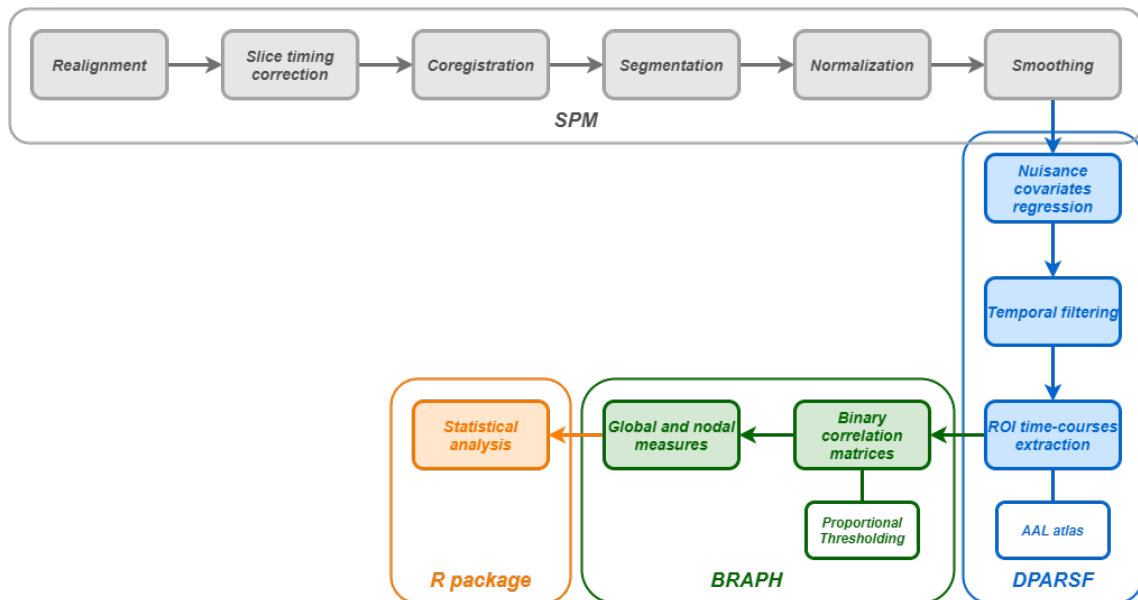 Realignment
Slice timing
correction
Coregistration
Segmentation
Normalization
Smoothing
SPM
Nuisance
covariates
regression
Temporal filtering
ROI time-courses
extraction
AAL atlas
DPARSF
Binary
correlation
matrices
Proportional
Thresholding
Global and nodal
measures
BRAPH
Statistical
analysis
R package